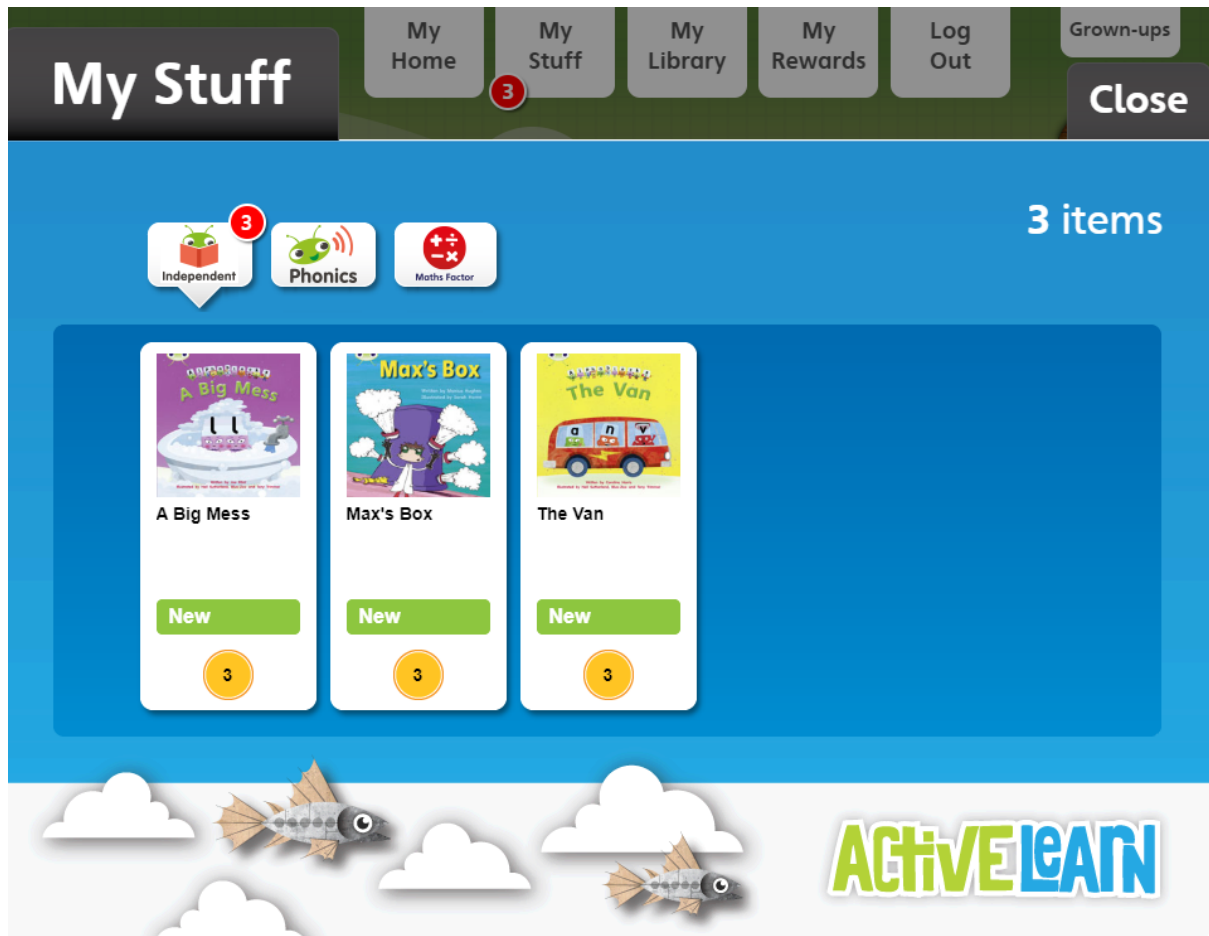 My Stuff
My
Home
My
Stuff
3
My
Library
My
Rewards
Log
Out
Grown-ups
Close
3 items
Independent
3
Phonics
Maths Factor
A Big Mess
l l
Max's Box
The Van
a n v
A Big Mess
Max's Box
The Van
New
New
New
3
3
3
ACTIVELEARN